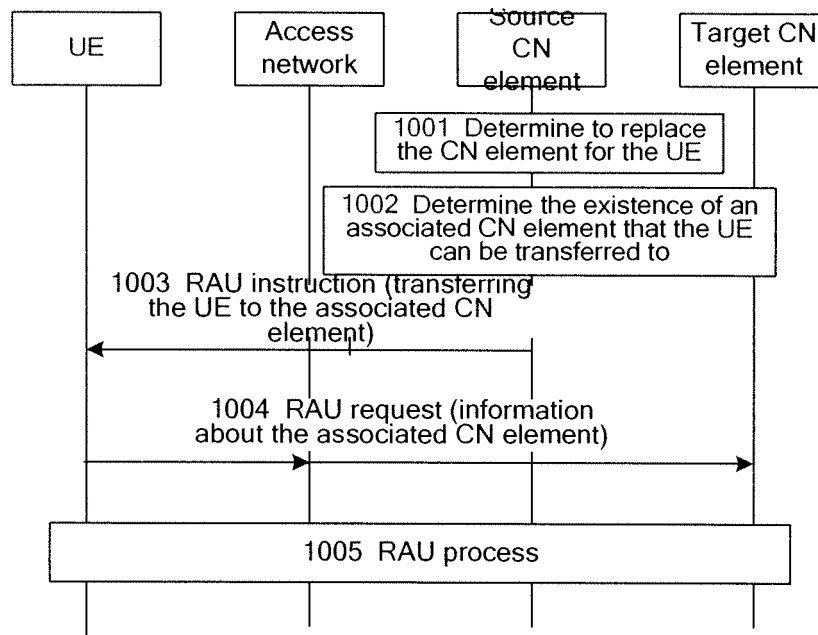 UE
Access
network
Source
CN
element
Target CN
element
1001 Determine to replace
the CN element for the UE
1002 Determine the existence of an
associated CN element that the UE
can be transferred to
1003 RAU instruction (transferring
the UE to the associated CN
element)
1004 RAU request (information
about the associated CN element)
1005 RAU process